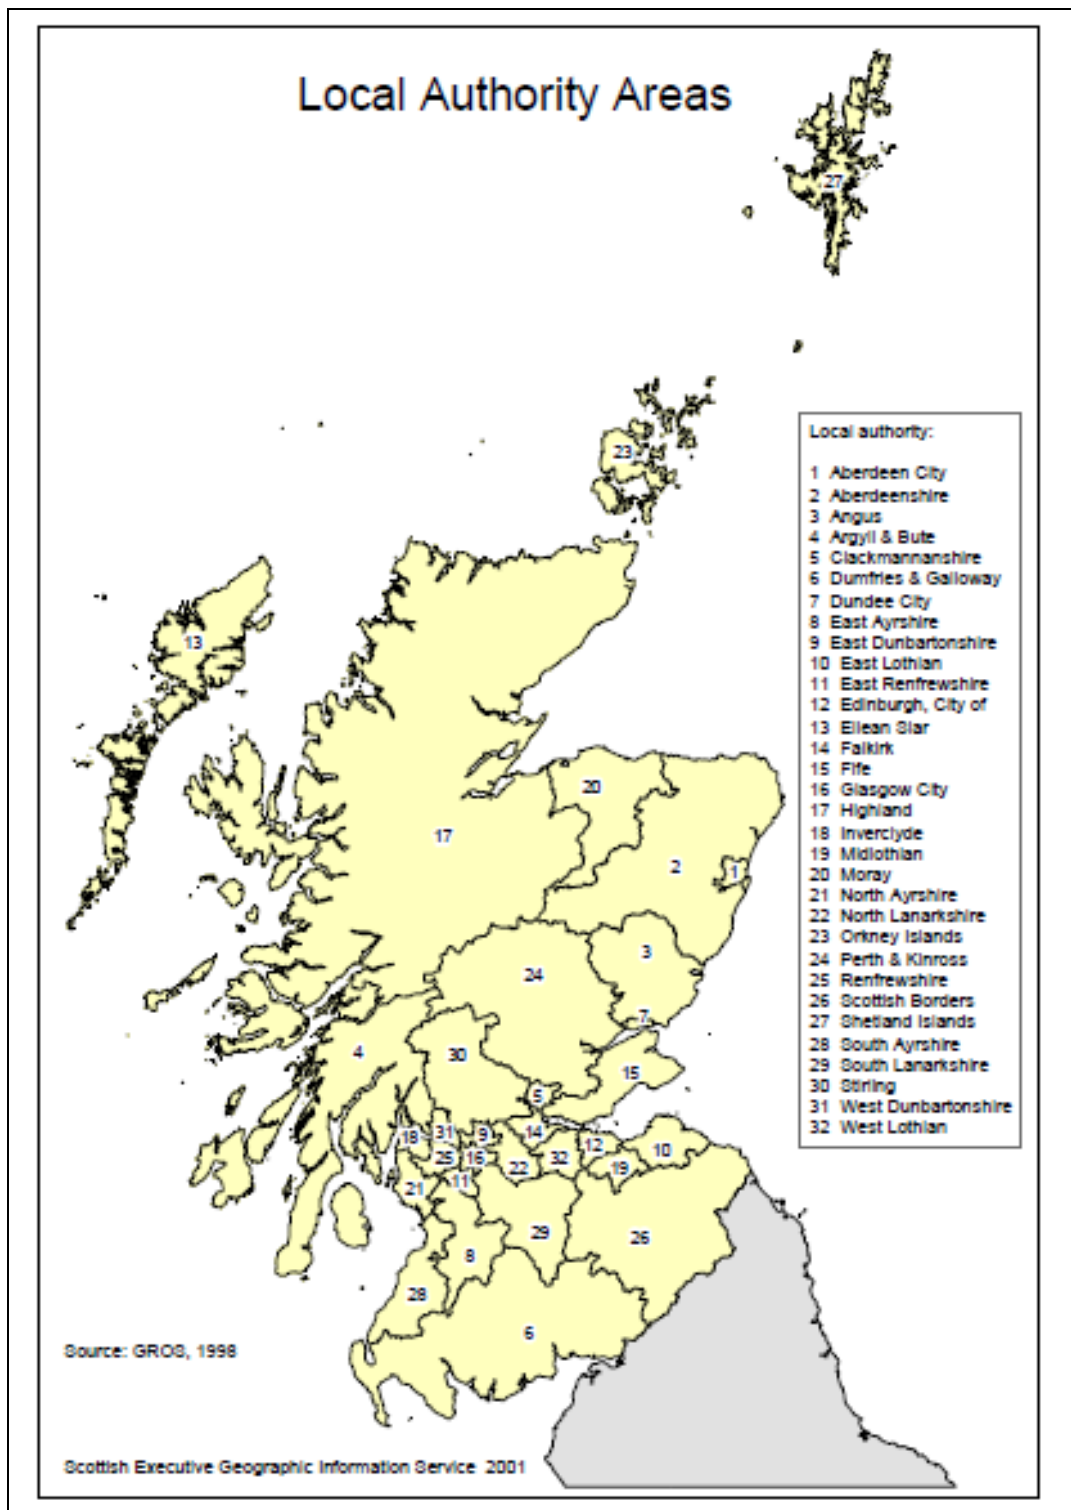 Local Authority Areas
27
23
13
17
20
2
1
3
24
7
4
30
15
5
18
31
9
14
12
10
25
16
22
32
19
21
11
29
26
8
28
6
Local authority:
1 Aberdeen City
2 Aberdeenshire
3 Angus
4 Argyll & Bute
5 Clackmannanshire
6 Dumfries & Galloway
7 Dundee City
8 East Ayrshire
9 East Dunbartonshire
10 East Lothian
11 East Renfrewshire
12 Edinburgh, City of
13 Eilean Siar
14 Falkirk
15 Fife
16 Glasgow City
17 Highland
18 Inverclyde
19 Midlothian
20 Moray
21 North Ayrshire
22 North Lanarkshire
23 Orkney Islands
24 Perth & Kinross
25 Renfrewshire
26 Scottish Borders
27 Shetland Islands
28 South Ayrshire
29 South Lanarkshire
30 Stirling
31 West Dunbartonshire
32 West Lothian
Source: GROS, 1998
Scottish Executive Geographic Information Service 2001